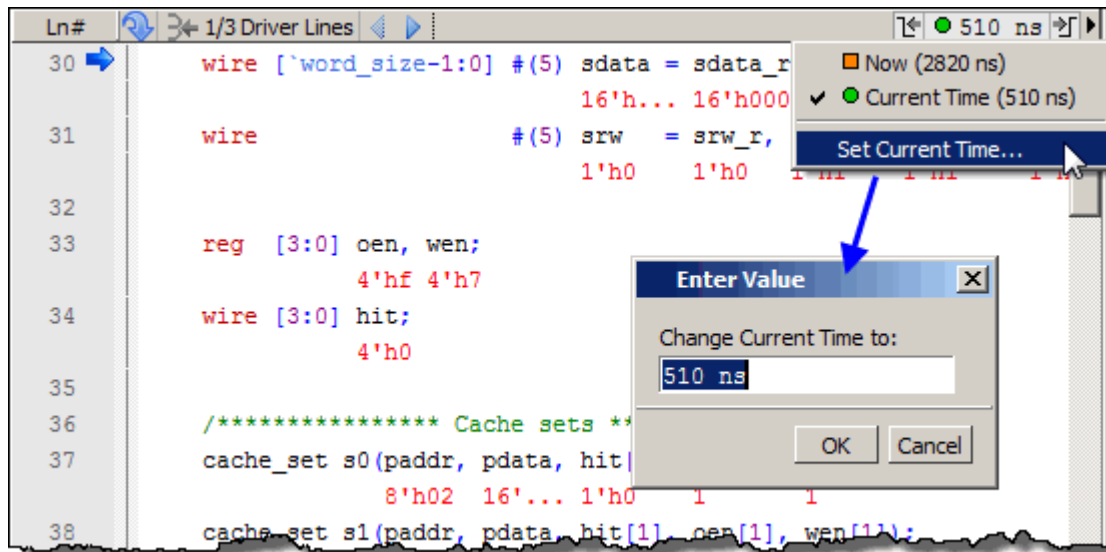 Ln# 1/3 Driver Lines 510 ns
30 wire [`word_size-1:0] #(5) sdata = sdata_r
Now (2820 ns)
16'h... 16'h000
Current Time (510 ns)
31 wire #(5) srw = srw_r,
Set Current Time...
1'h0 1'h0
32
33 reg [3:0] oen, wen;
4'hf 4'h7
Enter Value
34 wire [3:0] hit;
Change Current Time to:
4'h0
510 ns
35
36 /**************** Cache sets **
OK Cancel
37 cache_set s0(paddr, pdata, hit[
8'h02 16'... 1'h0 1 1
38 cache_set s1(paddr, pdata, hit[1], oen[1], wen[1]);